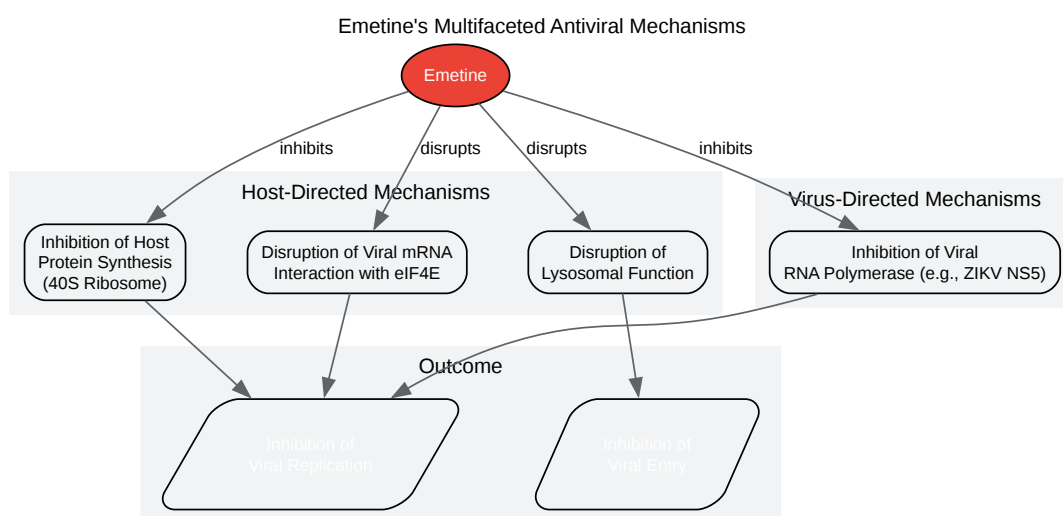 Emetine's Multifaceted Antiviral Mechanisms
Emetine
inhibits
disrupts
disrupts
inhibits
Host-Directed Mechanisms
Virus-Directed Mechanisms
Inhibition of Host
Protein Synthesis
(40S Ribosome)
Disruption of Viral mRNA
Interaction with eIF4E
Disruption of
Lysosomal Function
Inhibition of Viral
RNA Polymerase (e.g., ZIKV NS5)
Outcome
Inhibition of
Viral Replication
Inhibition of
Viral Entry